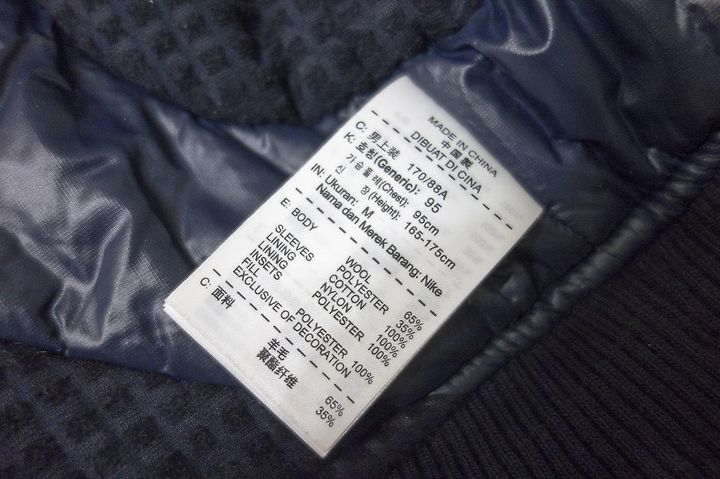 MADE IN CHINA
中国製
DIBUAT DI CINA
C: 男上装 170/88A
K: 호칭(Generic): 95
가슴둘레(Chest): 95cm
신 장(Height): 165-175cm
IN: Ukuran: M
Nama dan Merek Barang: Nike
E: BODY WOOL 65%
POLYESTER 35%
SLEEVES COTTON 100%
LINING NYLON 100%
LINING POLYESTER 100%
INSETS
FILL POLYESTER 100%
EXCLUSIVE OF DECORATION
C: 面料 羊毛 65%
聚酯纤维 35%